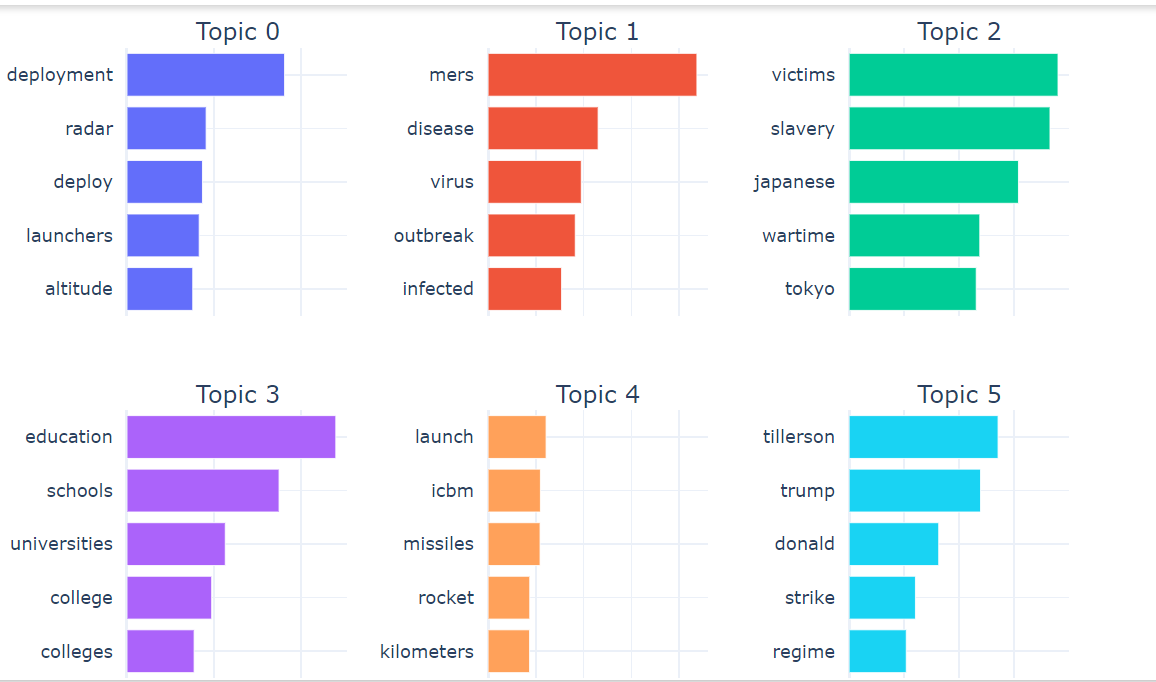 Topic 0
deployment
radar
deploy
launchers
altitude
Topic 1
mers
disease
virus
outbreak
infected
Topic 2
victims
slavery
japanese
wartime
tokyo
Topic 3
education
schools
universities
college
colleges
Topic 4
launch
icbm
missiles
rocket
kilometers
Topic 5
tillerson
trump
donald
strike
regime